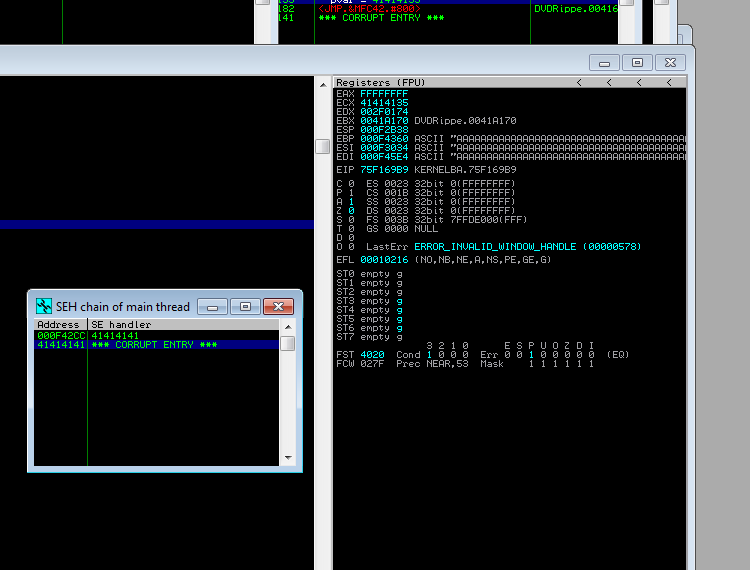 pVar = 41414135
182 <JMP.&MFC42.#800> DVDRippe.00416
141 *** CORRUPT ENTRY ***
Registers (FPU) < < < <
EAX FFFFFFFF
ECX 41414135
EDX 002F0174
EBX 0041A170 DVDRippe.0041A170
ESP 000F2B38
EBP 000F4360 ASCII "AAAAAAAAAAAAAAAAAAAAAAAAAAAAAAAAAAAAAA
ESI 000F3034 ASCII "AAAAAAAAAAAAAAAAAAAAAAAAAAAAAAAAAAAAAA
EDI 000F45E4 ASCII "AAAAAAAAAAAAAAAAAAAAAAAAAAAAAAAAAAAAAA
EIP 75F169B9 KERNELBA.75F169B9
C 0 ES 0023 32bit 0(FFFFFFFF)
P 1 CS 001B 32bit 0(FFFFFFFF)
A 1 SS 0023 32bit 0(FFFFFFFF)
Z 0 DS 0023 32bit 0(FFFFFFFF)
S 0 FS 003B 32bit 7FFDE000(FFF)
T 0 GS 0000 NULL
D 0
O 0 LastErr ERROR_INVALID_WINDOW_HANDLE (00000578)
EFL 00010216 (NO,NB,NE,A,NS,PE,GE,G)
ST0 empty g
ST1 empty g
ST2 empty g
ST3 empty g
ST4 empty g
ST5 empty g
ST6 empty g
ST7 empty g
3 2 1 0 E S P U O Z D I
FST 4020 Cond 1 0 0 0 Err 0 0 1 0 0 0 0 0 (EQ)
FCW 027F Prec NEAR,53 Mask 1 1 1 1 1 1
SEH chain of main thread
Address SE handler
000F42CC 41414141
41414141 *** CORRUPT ENTRY ***